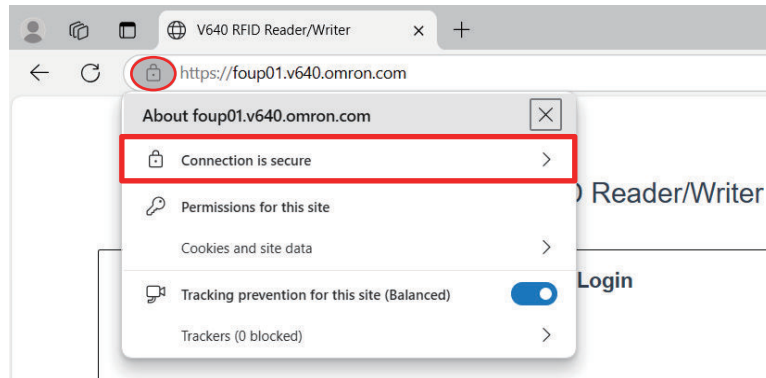 V640 RFID Reader/Writer
https://foup01.v640.omron.com
About foup01.v640.omron.com
Connection is secure
Permissions for this site
Cookies and site data
Tracking prevention for this site (Balanced)
Trackers (0 blocked)
Reader/Writer
Login